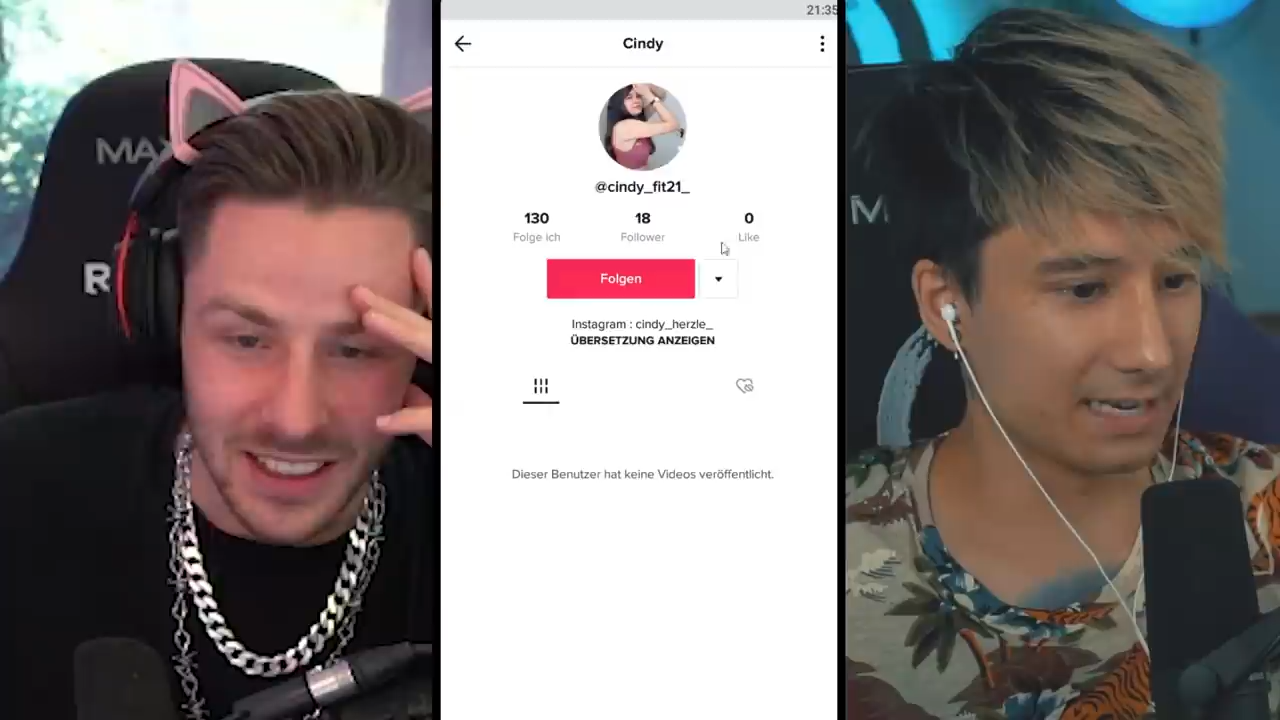 21:35
Cindy
@cindy_fit21_
130
18
0
Folge ich
Follower
Like
Folgen
Instagram : cindy_herzle_
ÜBERSETZUNG ANZEIGEN
Dieser Benutzer hat keine Videos veröffentlicht.